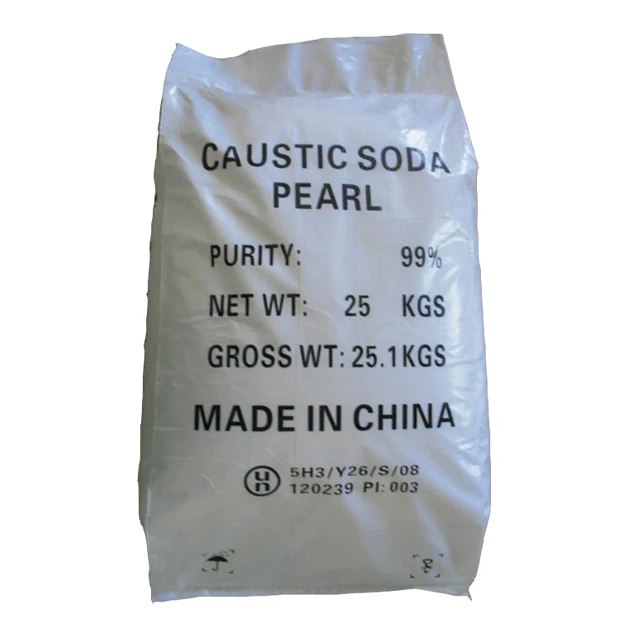 CAUSTIC SODA
PEARL
PURITY: 99%
NET WT: 25 KGS
GROSS WT: 25.1KGS
MADE IN CHINA
un 5H3/Y26/S/08
120239 PI: 003